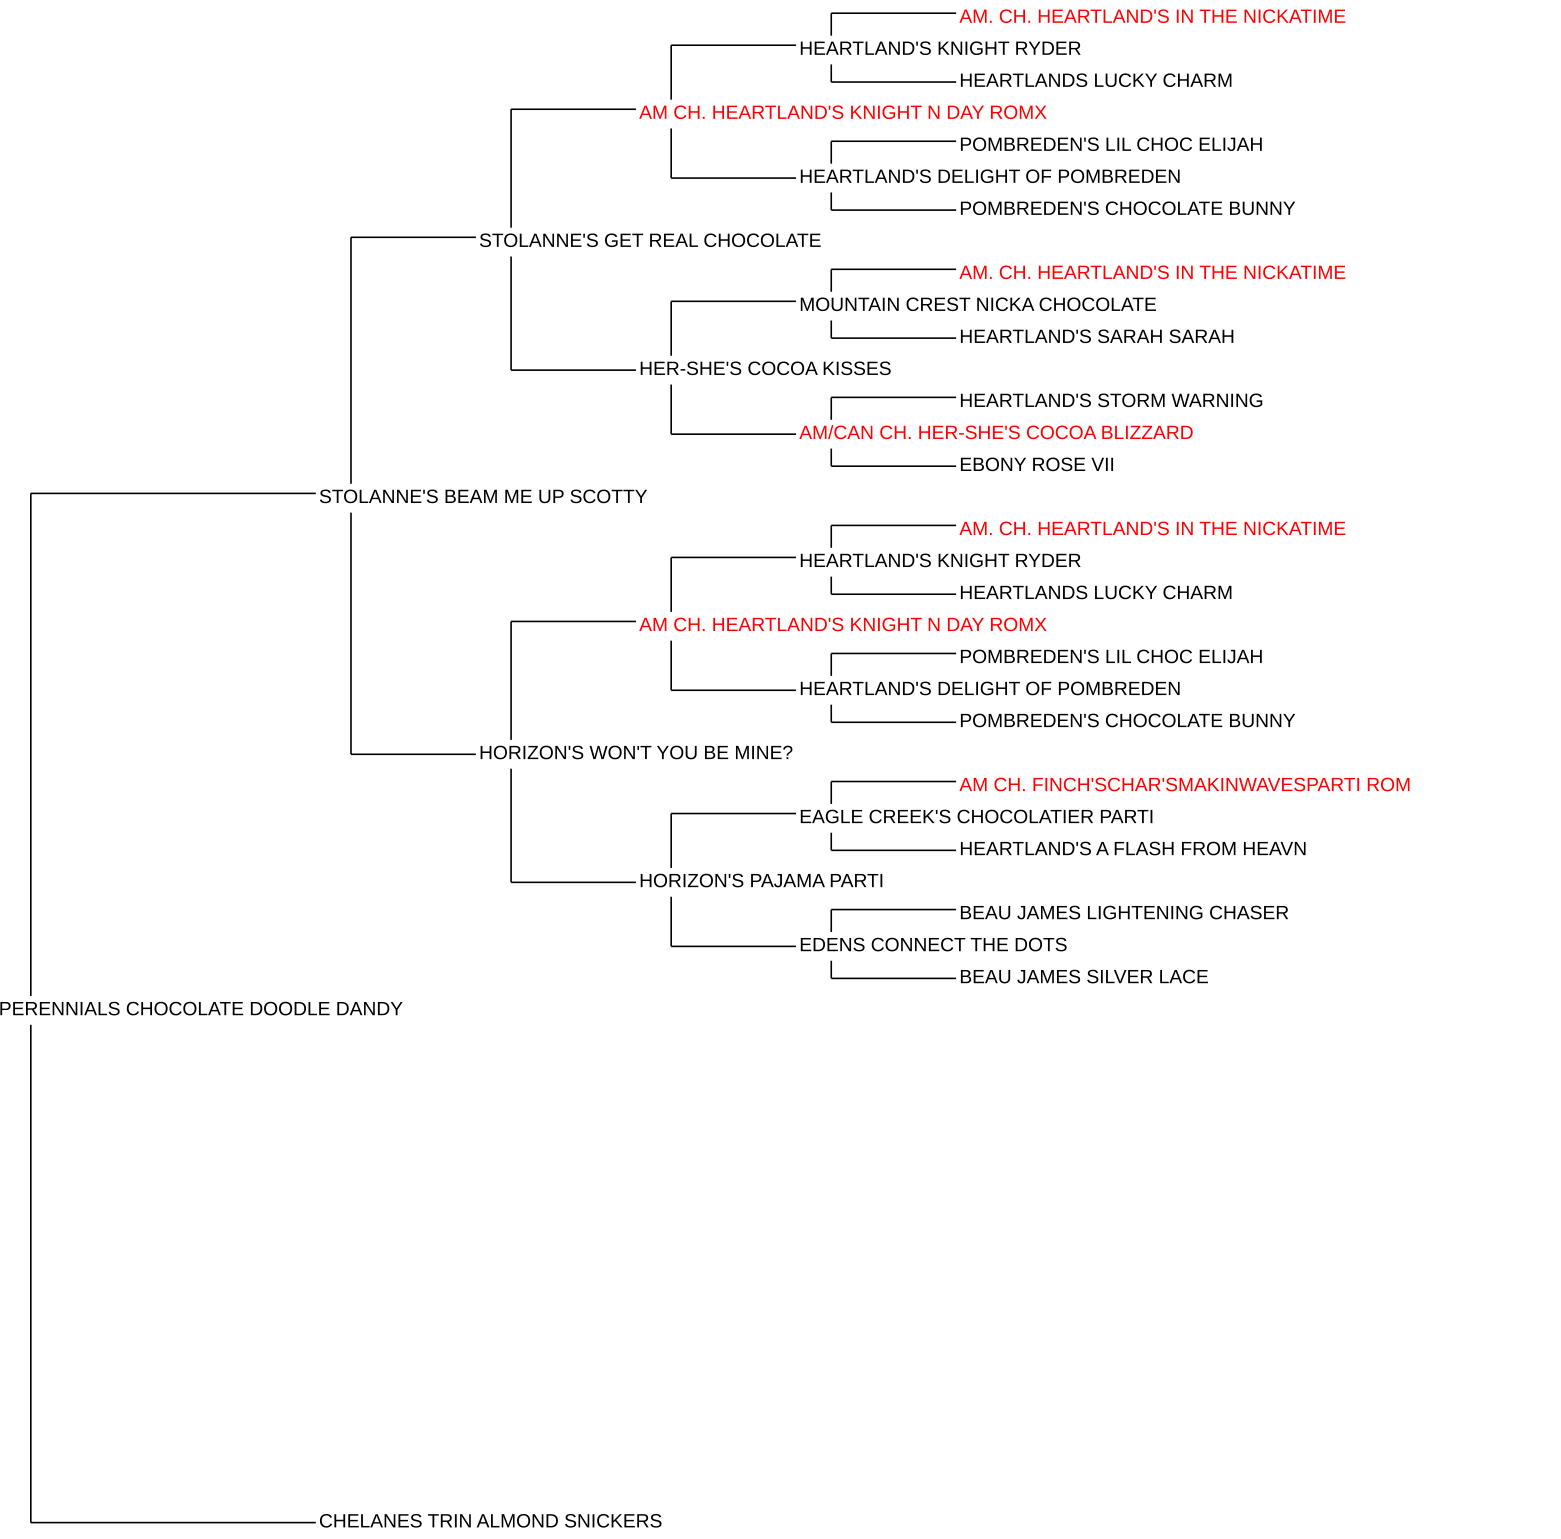 AM. CH. HEARTLAND'S IN THE NICKATIME
HEARTLAND'S KNIGHT RYDER
HEARTLANDS LUCKY CHARM
AM CH. HEARTLAND'S KNIGHT N DAY ROMX
POMBREDEN'S LIL CHOC ELIJAH
HEARTLAND'S DELIGHT OF POMBREDEN
POMBREDEN'S CHOCOLATE BUNNY
STOLANNE'S GET REAL CHOCOLATE
AM. CH. HEARTLAND'S IN THE NICKATIME
MOUNTAIN CREST NICKA CHOCOLATE
HEARTLAND'S SARAH SARAH
HER-SHE'S COCOA KISSES
HEARTLAND'S STORM WARNING
AM/CAN CH. HER-SHE'S COCOA BLIZZARD
EBONY ROSE VII
STOLANNE'S BEAM ME UP SCOTTY
AM. CH. HEARTLAND'S IN THE NICKATIME
HEARTLAND'S KNIGHT RYDER
HEARTLANDS LUCKY CHARM
AM CH. HEARTLAND'S KNIGHT N DAY ROMX
POMBREDEN'S LIL CHOC ELIJAH
HEARTLAND'S DELIGHT OF POMBREDEN
POMBREDEN'S CHOCOLATE BUNNY
HORIZON'S WON'T YOU BE MINE?
AM CH. FINCH'SCHAR'SMAKINWAVESPARTI ROM
EAGLE CREEK'S CHOCOLATIER PARTI
HEARTLAND'S A FLASH FROM HEAVN
HORIZON'S PAJAMA PARTI
BEAU JAMES LIGHTENING CHASER
EDENS CONNECT THE DOTS
BEAU JAMES SILVER LACE
PERENNIALS CHOCOLATE DOODLE DANDY
CHELANES TRIN ALMOND SNICKERS